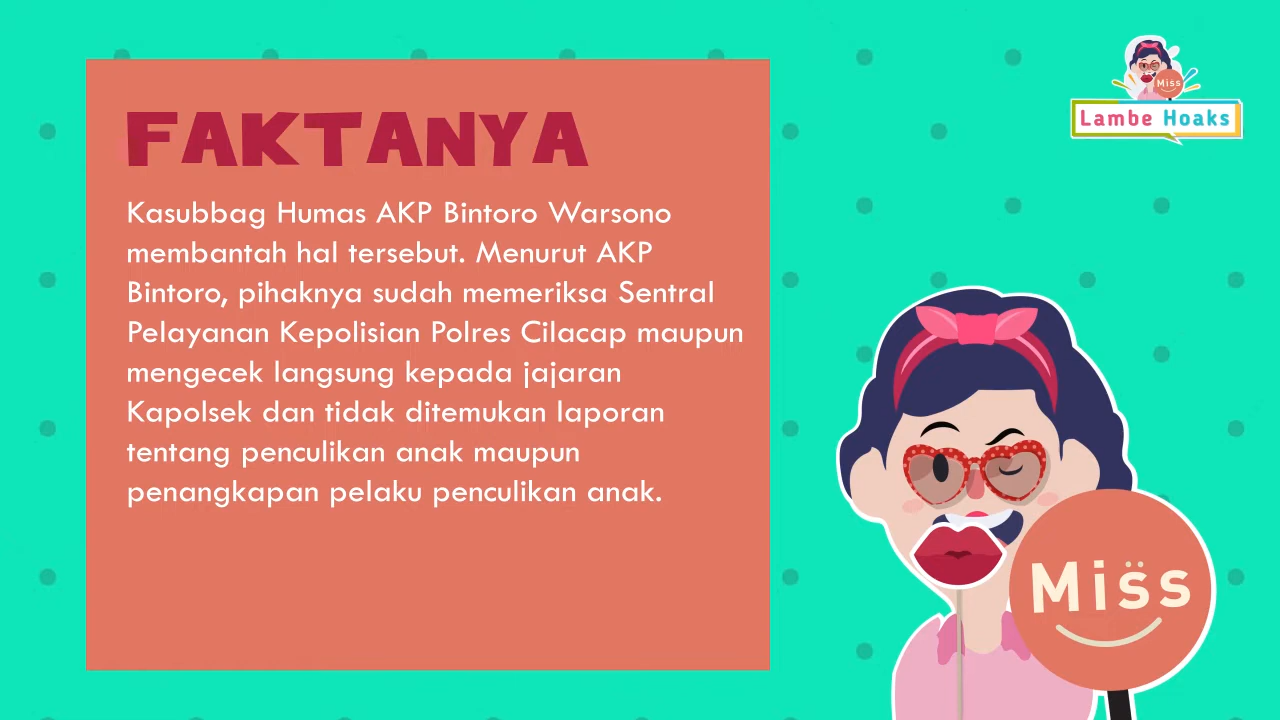 Miss
Lambe Hoaks
FAKTANYA
Kasubbag Humas AKP Bintoro Warsono
membantah hal tersebut. Menurut AKP
Bintoro, pihaknya sudah memeriksa Sentral
Pelayanan Kepolisian Polres Cilacap maupun
mengecek langsung kepada jajaran
Kapolsek dan tidak ditemukan laporan
tentang penculikan anak maupun
penangkapan pelaku penculikan anak.
Miss